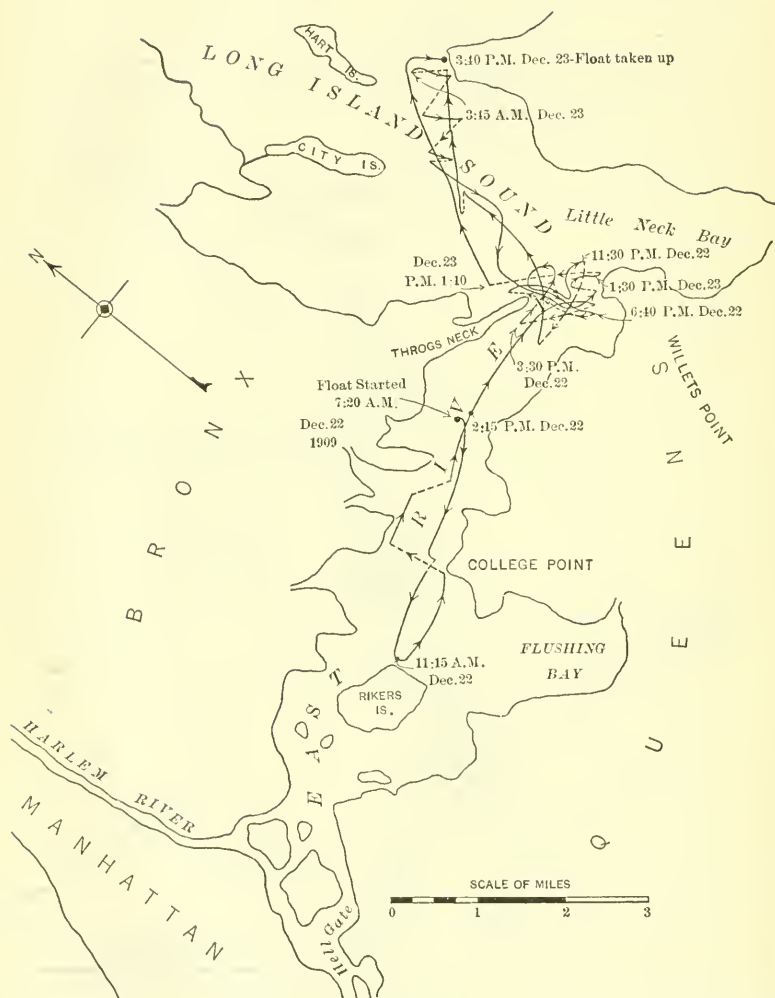 HART IS.
LONG ISLAND SOUND
3:40 P.M. Dec. 23-Float taken up
3:45 A.M. Dec. 23
CITY IS.
Little Neck Bay
11:30 P.M. Dec.22
Dec.23
P.M. 1:10
1:30 P.M. Dec.23
6:40 P.M. Dec.22
N
THROGS NECK
WILLETS POINT
3:30 P.M.
Dec.22
Float Started
7:20 A.M.
Dec.22
1909
2:15 P.M. Dec.22
BRONX
QUEENS
EAST RIVER
COLLEGE POINT
FLUSHING
BAY
11:15 A.M.
Dec.22
RIKERS
IS.
HARLEM RIVER
MANHATTAN
Hell Gate
SCALE OF MILES
0 1 2 3